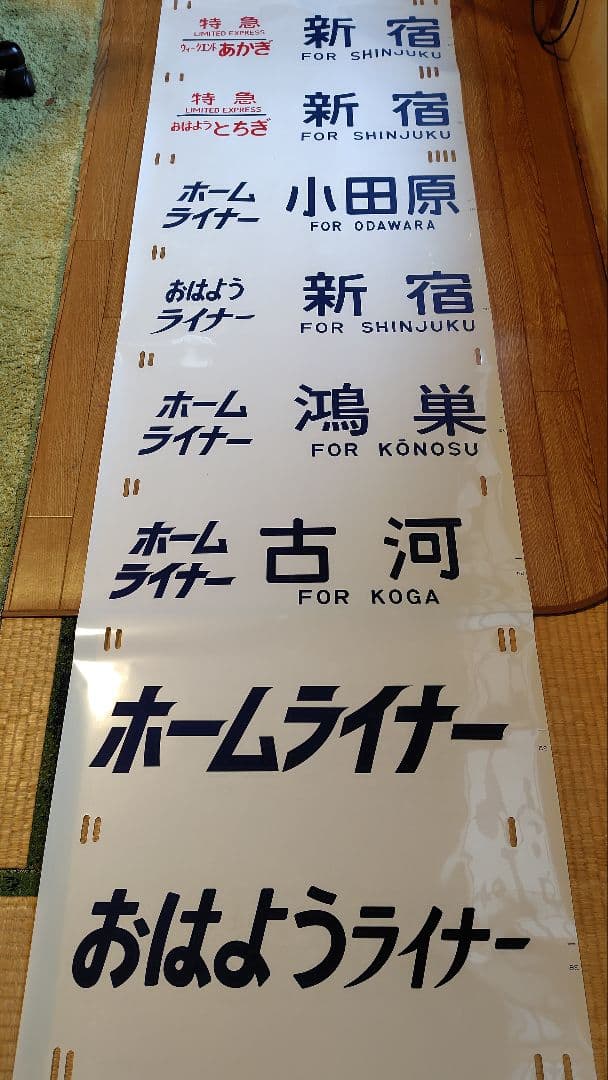 特急 新宿
LIMITED EXPRESS FOR SHINJUKU
ウィークエンドあかぎ
特急 新宿
LIMITED EXPRESS FOR SHINJUKU
おはようとちぎ
ホーム
ライナー
小田原
FOR ODAWARA
おはよう
ライナー
新宿
FOR SHINJUKU
ホーム
ライナー
鴻巣
FOR KŌNOSU
ホーム
ライナー
古河
FOR KOGA
ホームライナー
おはようライナー